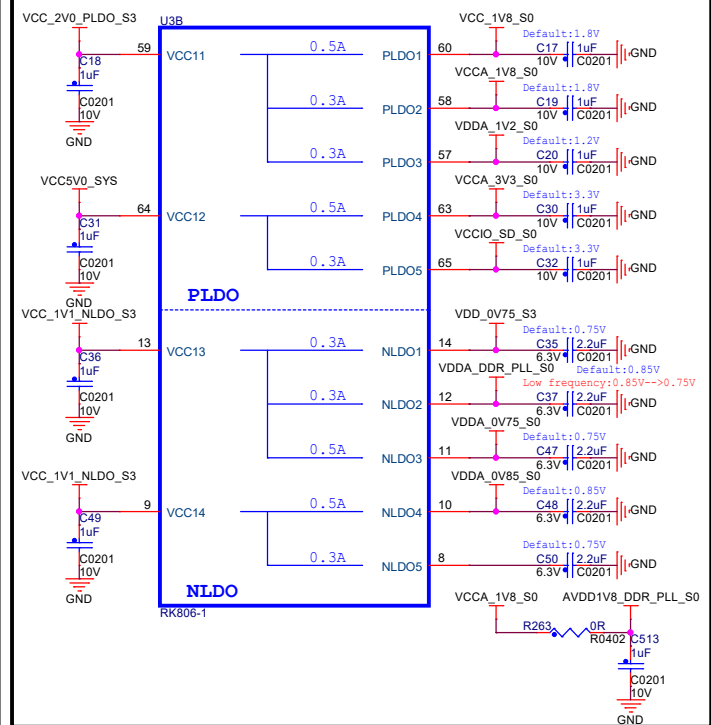 VCC_2V0_PLDO_S3
U3B
VCC_1V8_S0
Default:1.8V
59
VCC11
0.5A
PLDO1
60
C17
1uF
10V
C0201
GND
C18
1uF
C0201
10V
GND
VCCA_1V8_S0
Default:1.8V
0.3A
PLDO2
58
C19
1uF
10V
C0201
GND
VDDA_1V2_S0
Default:1.2V
0.3A
PLDO3
57
C20
1uF
10V
C0201
GND
VCC5V0_SYS
VCCA_3V3_S0
Default:3.3V
64
VCC12
0.5A
PLDO4
63
C30
1uF
10V
C0201
GND
C31
1uF
C0201
10V
GND
VCCIO_SD_S0
Default:3.3V
0.3A
PLDO5
65
C32
1uF
10V
C0201
GND
PLDO
VCC_1V1_NLDO_S3
VDD_0V75_S3
Default:0.75V
13
VCC13
0.3A
NLDO1
14
C35
2.2uF
6.3V
C0201
GND
C36
1uF
C0201
10V
GND
VDDA_DDR_PLL_S0
Default:0.85V
Low frequency:0.85V-->0.75V
0.3A
NLDO2
12
C37
2.2uF
6.3V
C0201
GND
VDDA_0V75_S0
Default:0.75V
0.5A
NLDO3
11
C47
2.2uF
6.3V
C0201
GND
VCC_1V1_NLDO_S3
VDDA_0V85_S0
Default:0.85V
9
VCC14
0.5A
NLDO4
10
C48
2.2uF
6.3V
C0201
GND
C49
1uF
C0201
10V
GND
Default:0.75V
0.3A
NLDO5
8
C50
2.2uF
6.3V
C0201
GND
NLDO
RK806-1
VCCA_1V8_S0
AVDD1V8_DDR_PLL_S0
R263
0R
R0402
C513
1uF
C0201
10V
GND